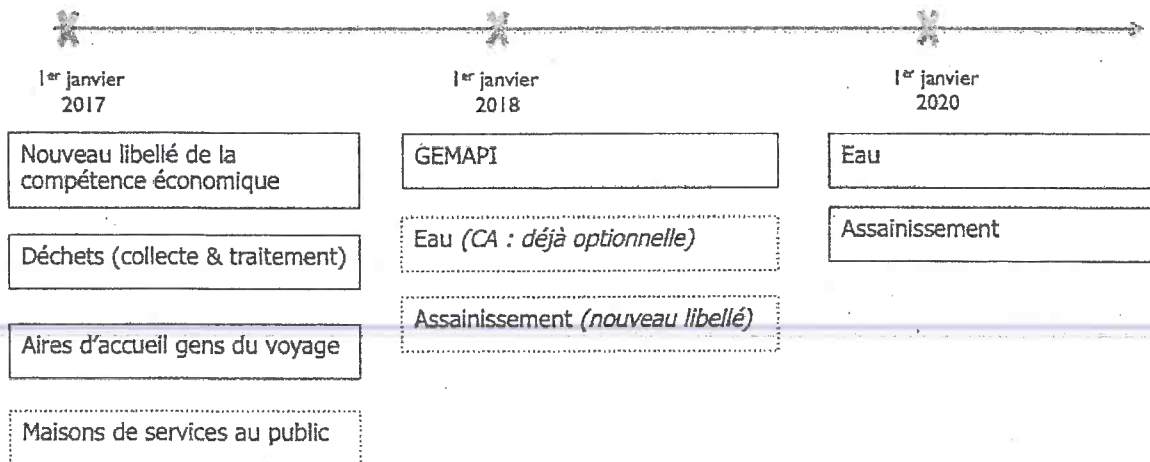 1er janvier
2017
1er janvier
2018
1er janvier
2020
Nouveau libellé de la
compétence économique
Déchets (collecte & traitement)
Aires d'accueil gens du voyage
Maisons de services au public
GEMAPI
Eau (CA : déjà optionnelle)
Assainissement (nouveau libellé)
Eau
Assainissement